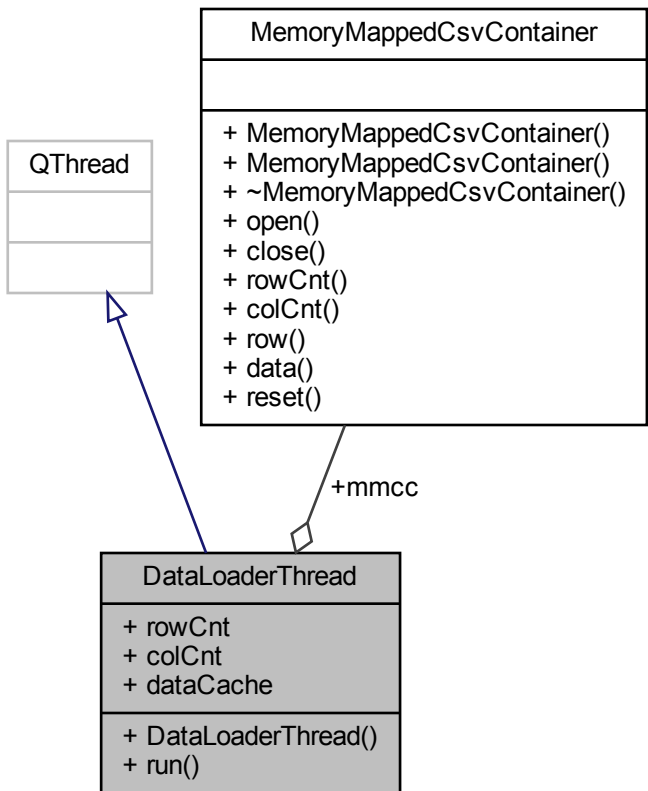 MemoryMappedCsvContainer
+ MemoryMappedCsvContainer()
+ MemoryMappedCsvContainer()
+ ~MemoryMappedCsvContainer()
+ open()
+ close()
+ rowCnt()
+ colCnt()
+ row()
+ data()
+ reset()
QThread
+mmcc
DataLoaderThread
+ rowCnt
+ colCnt
+ dataCache
+ DataLoaderThread()
+ run()